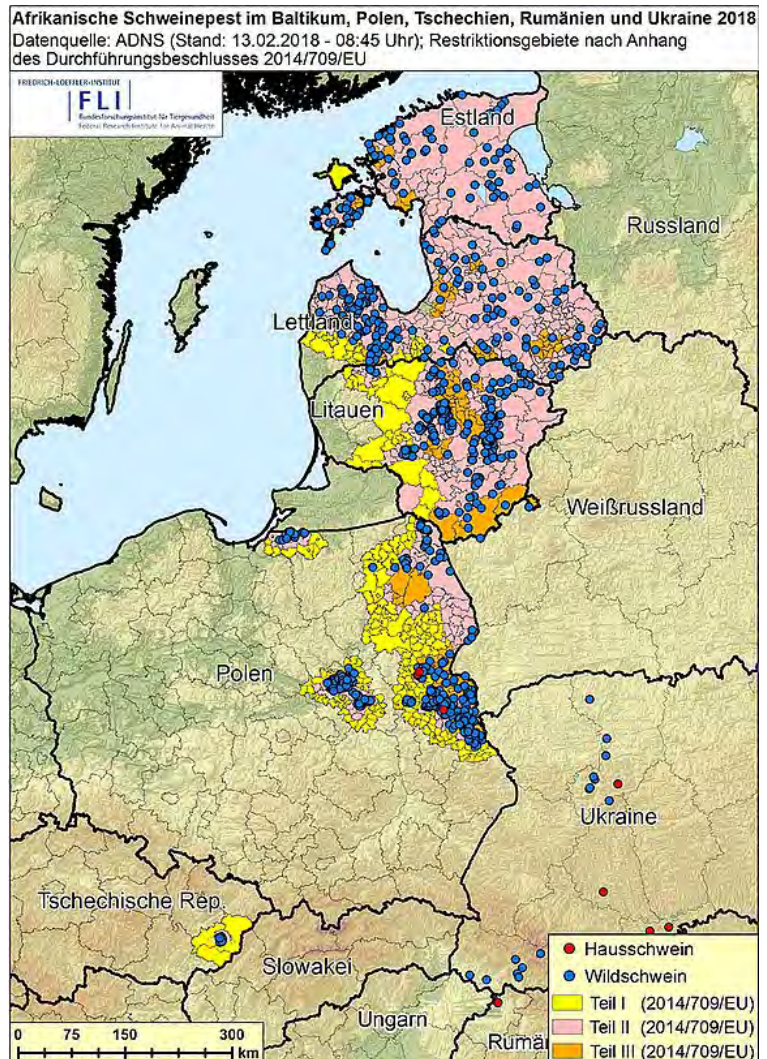 Afrikanische Schweinepest im Baltikum, Polen, Tschechien, Rumänien und Ukraine 2018
Datenquelle: ADNS (Stand: 13.02.2018 - 08:45 Uhr); Restriktionsgebiete nach Anhang
des Durchführungsbeschlusses 2014/709/EU
FRIEDRICH-LOEFFLER-INSTITUT
FLI
Bundesforschungsinstitut für Tiergesundheit
Federal Research Institute for Animal Health
Estland
Russland
Lettland
Litauen
Weißrussland
Polen
Ukraine
Tschechische Rep.
Slowakei
Ungarn
Rumä
Hausschwein
Wildschwein
Teil I (2014/709/EU)
Teil II (2014/709/EU)
Teil III (2014/709/EU)
0 75 150 300
km